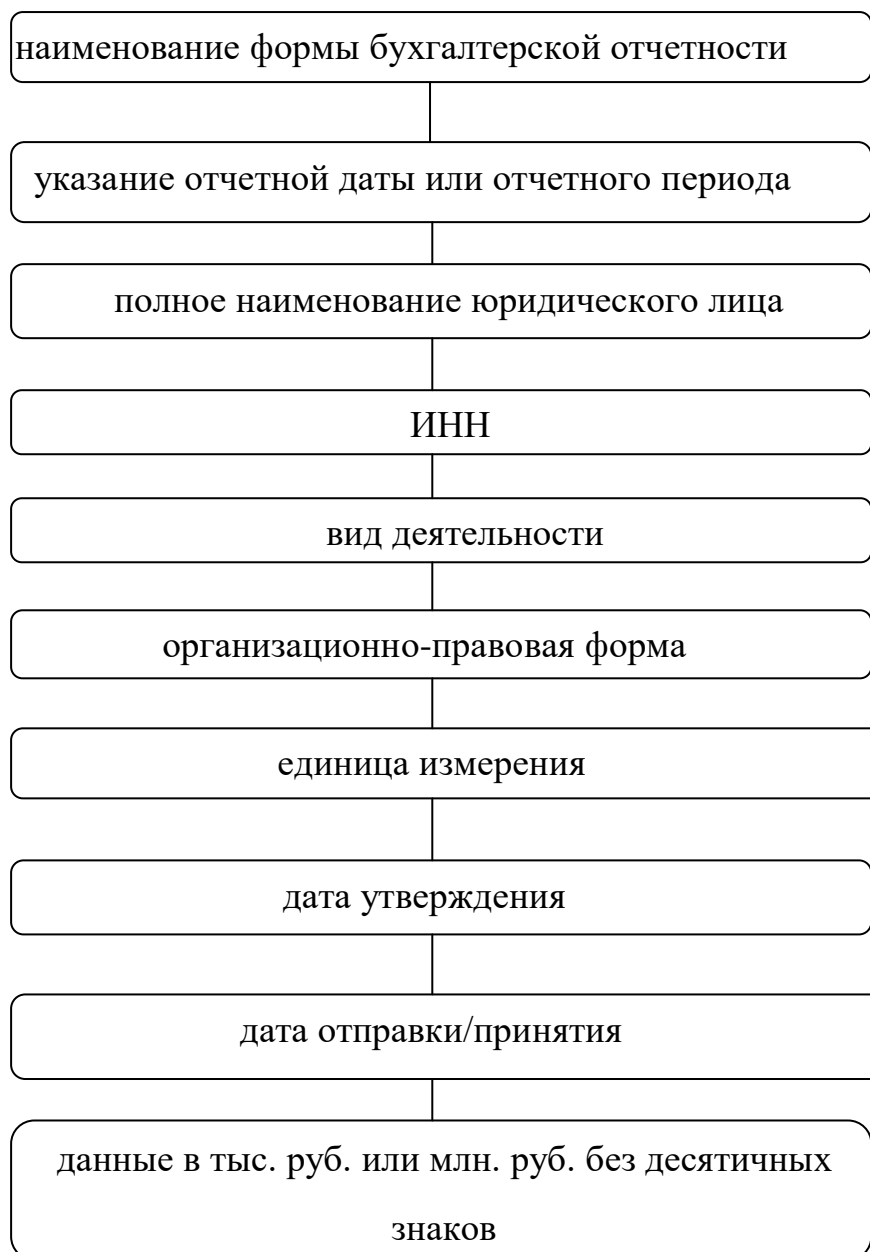 наименование формы бухгалтерской отчетности
указание отчетной даты или отчетного периода
полное наименование юридического лица
ИНН
вид деятельности
организационно-правовая форма
единица измерения
дата утверждения
дата отправки/принятия
данные в тыс. руб. или млн. руб. без десятичных
знаков